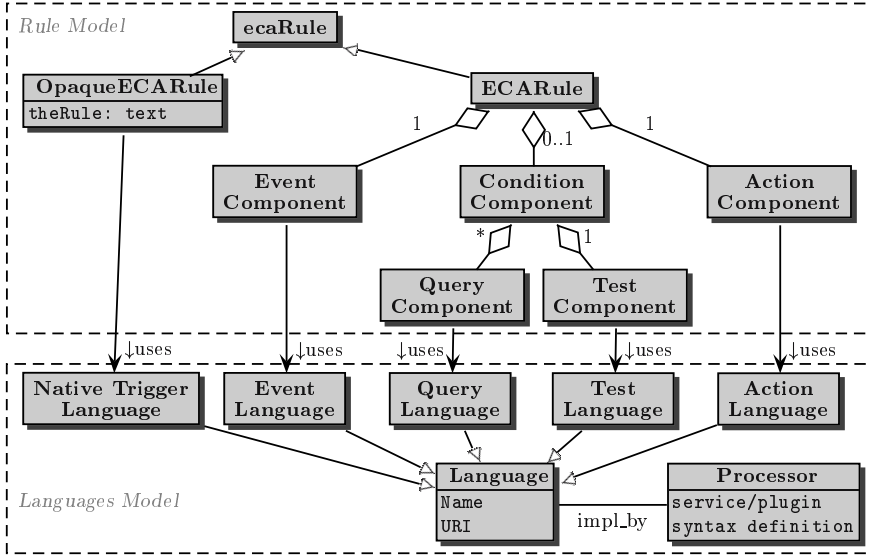 Rule Model
ecaRule
OpaqueECARule
theRule: text
ECARule
1
0..1
1
Event
Component
Condition
Component
Action
Component
*
1
Query
Component
Test
Component
↓uses
↓uses
↓uses
↓uses
↓uses
Native Trigger
Language
Event
Language
Query
Language
Test
Language
Action
Language
Languages Model
Language
Name
URI
impl_by
Processor
service/plugin
syntax definition